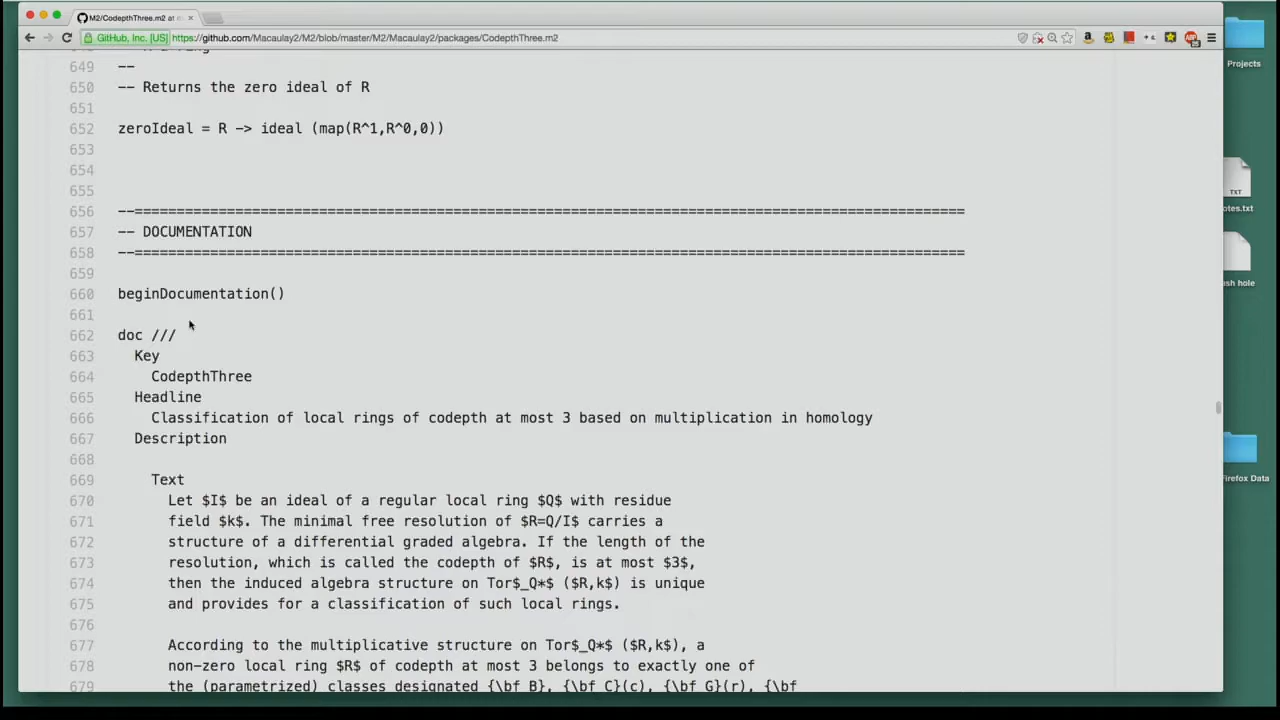 M2/CodepthThree.m2 at
GitHub, Inc. [US] https://github.com/Macaulay2/M2/blob/master/M2/Macaulay2/packages/CodepthThree.m2
649 --
650 -- Returns the zero ideal of R
651
652 zeroIdeal = R -> ideal (map(R^1,R^0,0))
653
654
655
656 --====================================================================================================
657 -- DOCUMENTATION
658 --====================================================================================================
659
660 beginDocumentation()
661
662 doc ///
663 Key
664 CodepthThree
665 Headline
666 Classification of local rings of codepth at most 3 based on multiplication in homology
667 Description
668
669 Text
670 Let $I$ be an ideal of a regular local ring $Q$ with residue
671 field $k$. The minimal free resolution of $R=Q/I$ carries a
672 structure of a differential graded algebra. If the length of the
673 resolution, which is called the codepth of $R$, is at most $3$,
674 then the induced algebra structure on Tor$_Q*$ ($R,k$) is unique
675 and provides for a classification of such local rings.
676
677 According to the multiplicative structure on Tor$_Q*$ ($R,k$), a
678 non-zero local ring $R$ of codepth at most 3 belongs to exactly one of
679 the (parametrized) classes designated {\bf B}, {\bf C}(c), {\bf G}(r), {\bf
Projects
TXT
otes.txt
ush hole
Firefox Data
ABP